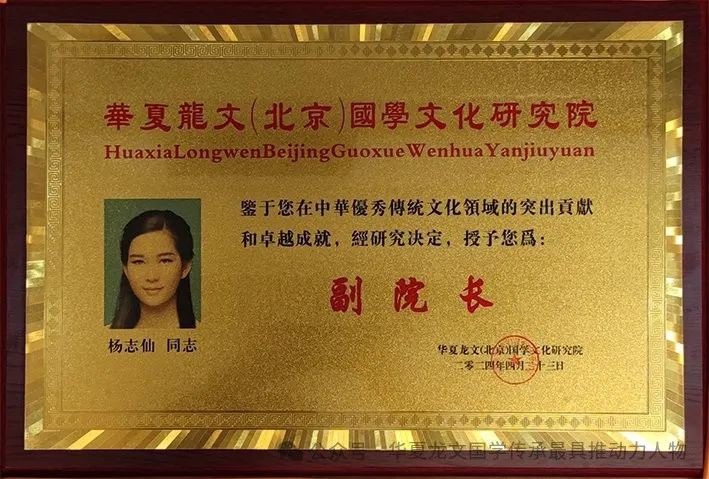 華夏龍文(北京)國學文化研究院
HuaxiaLongwenBeijingGuoxueWenhuaYanjiuyuan
鑒于您在中華優秀傳統文化領域的突出貢獻
和卓越成就，經研究决定，授予您爲：
副院长
杨志仙 同志
华夏龙文(北京)国学文化研究院
二零二四年四月二十三日
公众号 · 华夏龙文国学传承最具推动力人物